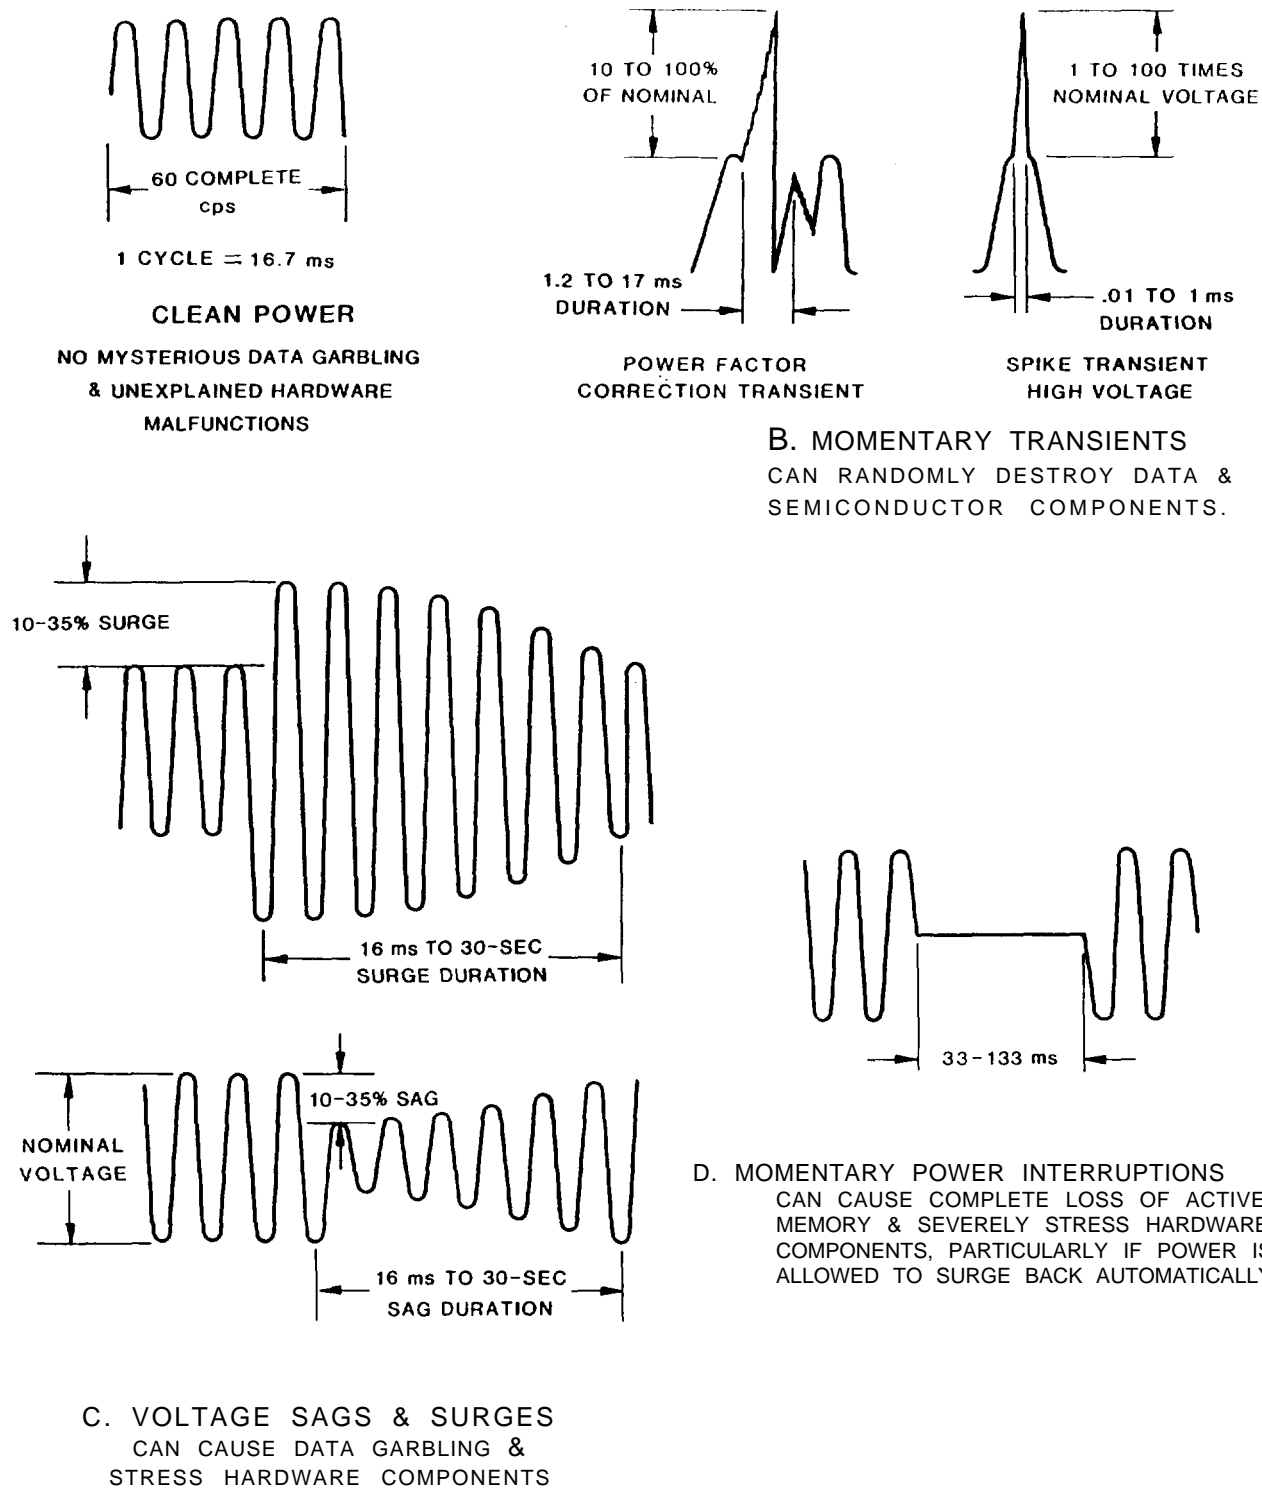 60 COMPLETE
cps
1 CYCLE = 16.7 ms
CLEAN POWER
NO MYSTERIOUS DATA GARBLING
& UNEXPLAINED HARDWARE
MALFUNCTIONS
10 TO 100%
OF NOMINAL
1.2 TO 17 ms
DURATION
POWER FACTOR
CORRECTION TRANSIENT
1 TO 100 TIMES
NOMINAL VOLTAGE
.01 TO 1 ms
DURATION
SPIKE TRANSIENT
HIGH VOLTAGE
B. MOMENTARY TRANSIENTS
CAN RANDOMLY DESTROY DATA &
SEMICONDUCTOR COMPONENTS.
10-35% SURGE
16 ms TO 30-SEC
SURGE DURATION
33-133 ms
10-35% SAG
NOMINAL
VOLTAGE
16 ms TO 30-SEC
SAG DURATION
D. MOMENTARY POWER INTERRUPTIONS
CAN CAUSE COMPLETE LOSS OF ACTIVE
MEMORY & SEVERELY STRESS HARDWARE
COMPONENTS, PARTICULARLY IF POWER IS
ALLOWED TO SURGE BACK AUTOMATICALLY
C. VOLTAGE SAGS & SURGES
CAN CAUSE DATA GARBLING &
STRESS HARDWARE COMPONENTS